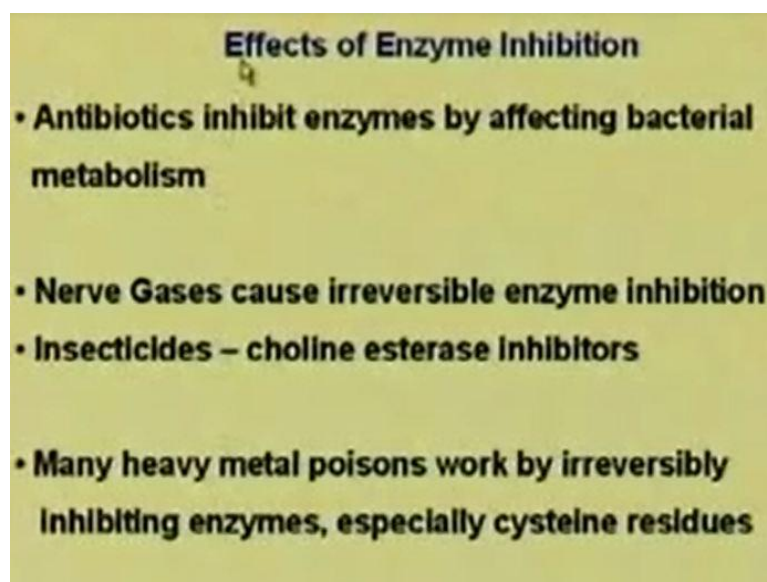 Effects of Enzyme Inhibition
• Antibiotics inhibit enzymes by affecting bacterial
metabolism
• Nerve Gases cause irreversible enzyme inhibition
• Insecticides – choline esterase inhibitors
• Many heavy metal poisons work by irreversibly
inhibiting enzymes, especially cysteine residues